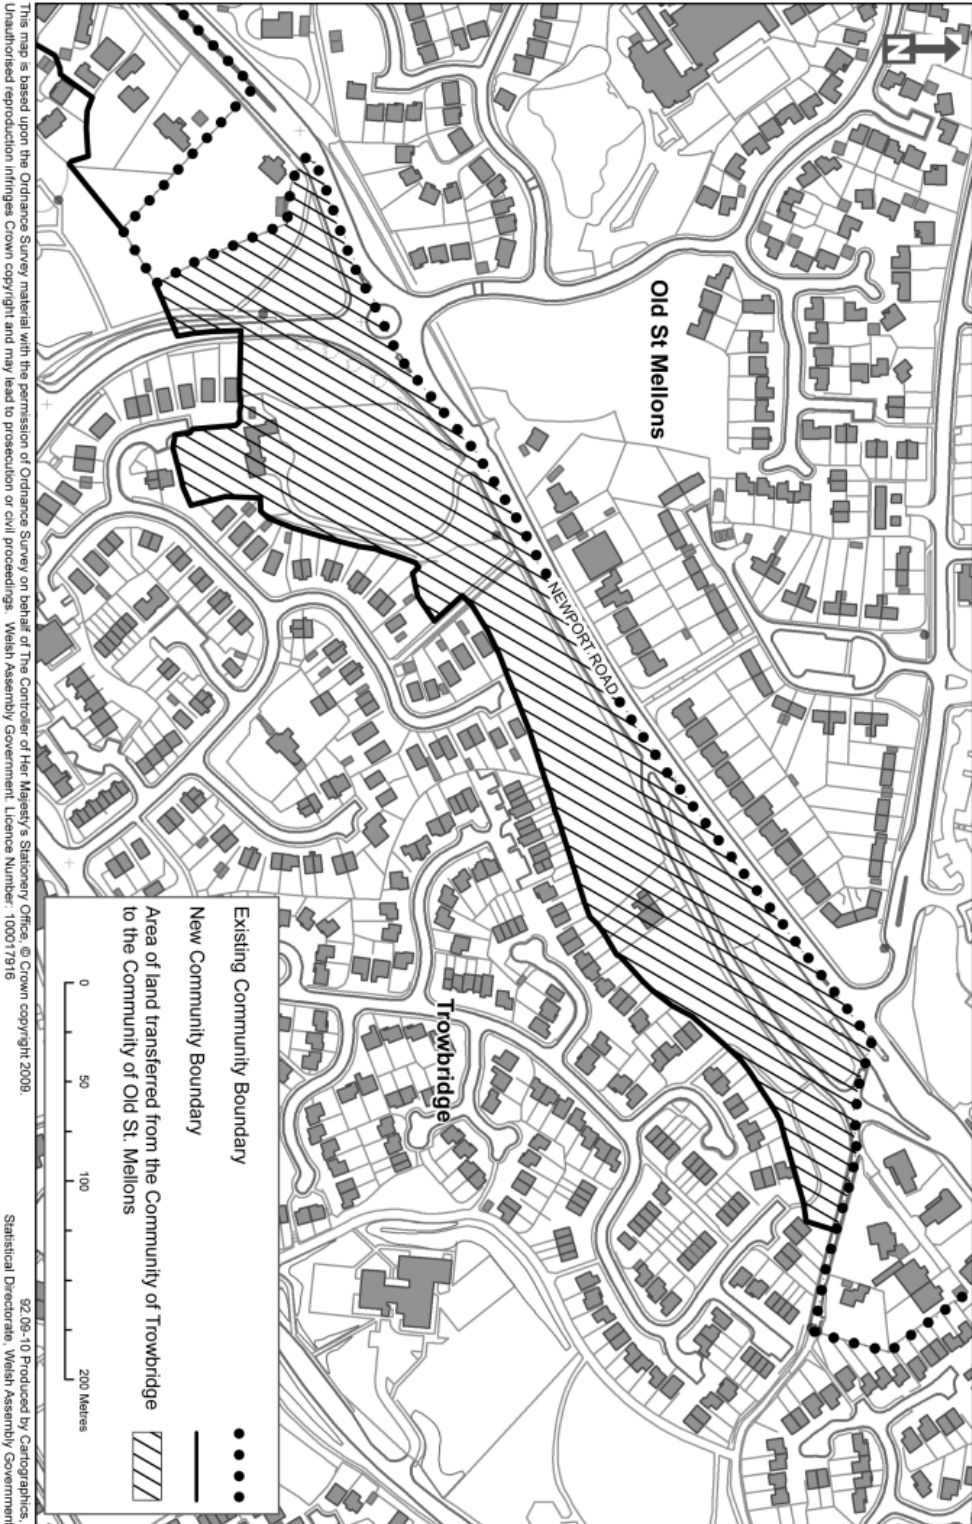 N
Old St Mellons
NEWPORT ROAD
Trowbridge
Existing Community Boundary
New Community Boundary
Area of land transferred from the Community of Trowbridge
to the Community of Old St. Mellons
0 50 100 200 Metres
This map is based upon the Ordnance Survey material with the permission of Ordnance Survey on behalf of The Controller of Her Majesty's Stationery Office, © Crown copyright 2009.
Unauthorised reproduction infringes Crown copyright and may lead to prosecution or civil proceedings. Welsh Assembly Government. Licence Number: 100017916
92.09-10 Produced by Cartographics,
Statistical Directorate, Welsh Assembly Government